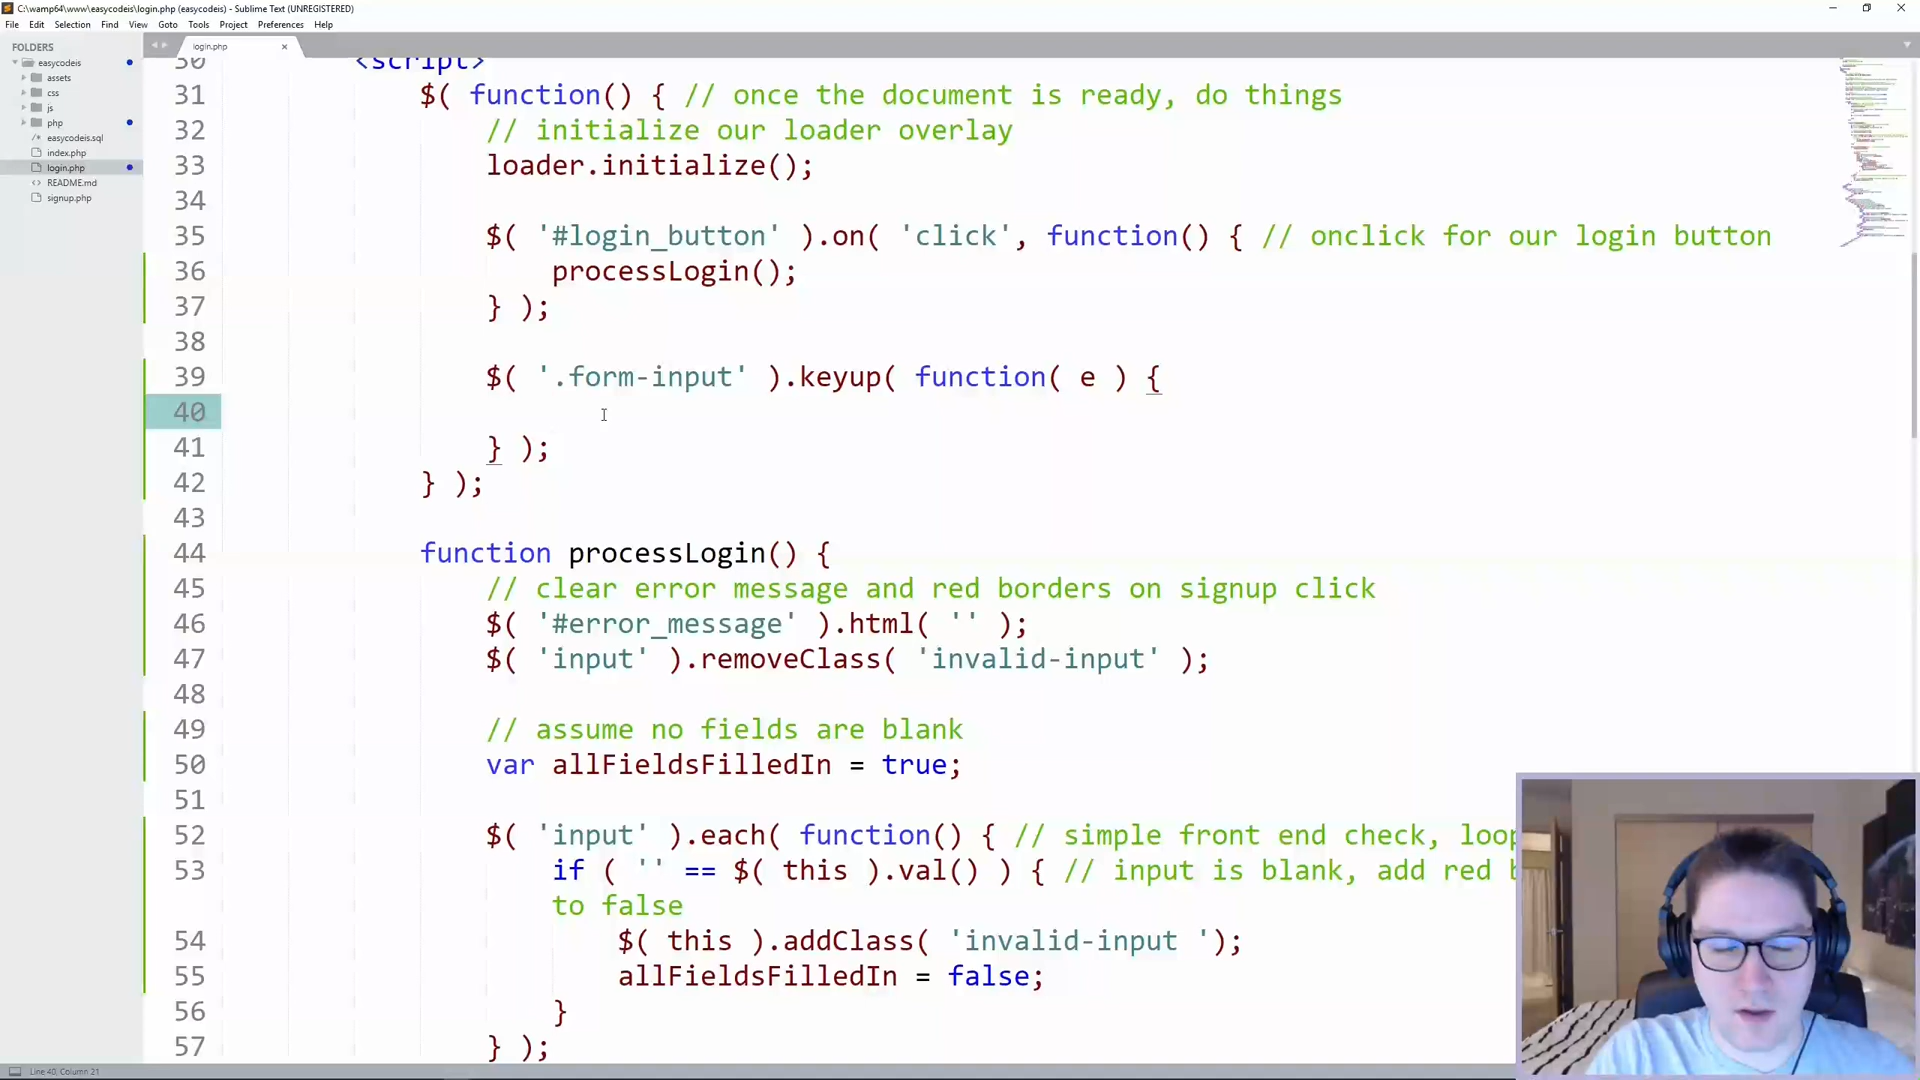 C:\wamp64\www\easycodeis\login.php (easycodeis) - Sublime Text (UNREGISTERED)
File Edit Selection Find View Goto Tools Project Preferences Help
FOLDERS
easycodeis
assets
css
js
php
easycodeis.sql
index.php
login.php
README.md
signup.php
login.php
30 <script>
31 $( function() { // once the document is ready, do things
32 // initialize our loader overlay
33 loader.initialize();
34
35 $( '#login_button' ).on( 'click', function() { // onclick for our login button
36 processLogin();
37 } );
38
39 $( '.form-input' ).keyup( function( e ) {
40
41 } );
42 } );
43
44 function processLogin() {
45 // clear error message and red borders on signup click
46 $( '#error_message' ).html( '' );
47 $( 'input' ).removeClass( 'invalid-input' );
48
49 // assume no fields are blank
50 var allFieldsFilledIn = true;
51
52 $( 'input' ).each( function() { // simple front end check, loop
53 if ( '' == $( this ).val() ) { // input is blank, add red
to false
54 $( this ).addClass( 'invalid-input ');
55 allFieldsFilledIn = false;
56 }
57 } );
Line 40, Column 21